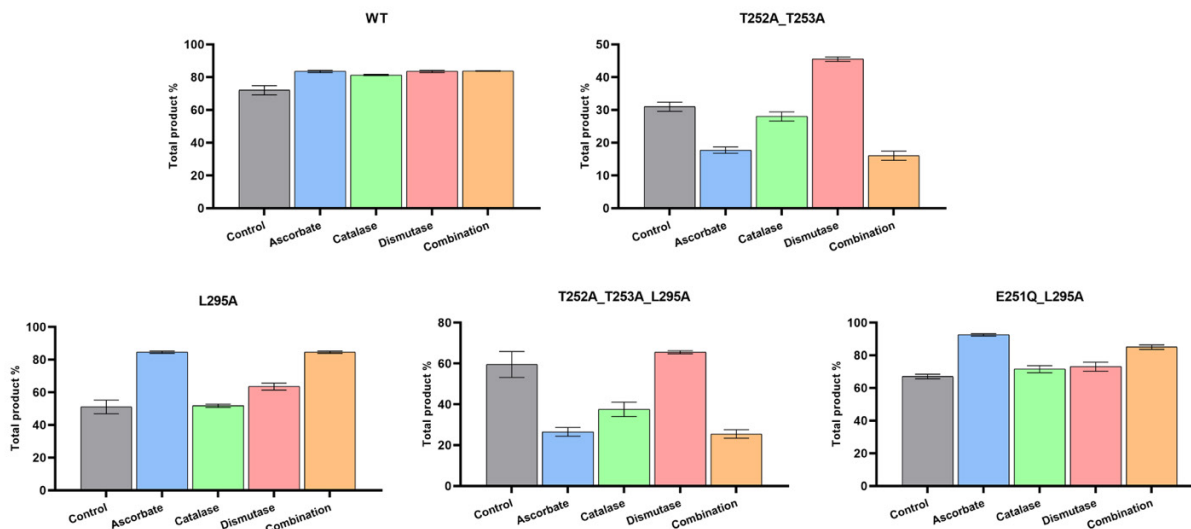 WT
Total product %
100
80
60
40
20
0
Control
Ascorbate
Catalase
Dismutase
Combination
T252A_T253A
Total product %
50
40
30
20
10
0
Control
Ascorbate
Catalase
Dismutase
Combination
L295A
Total product %
100
80
60
40
20
0
Control
Ascorbate
Catalase
Dismutase
Combination
T252A_T253A_L295A
Total product %
80
60
40
20
0
Control
Ascorbate
Catalase
Dismutase
Combination
E251Q_L295A
Total product %
100
80
60
40
20
0
Control
Ascorbate
Catalase
Dismutase
Combination